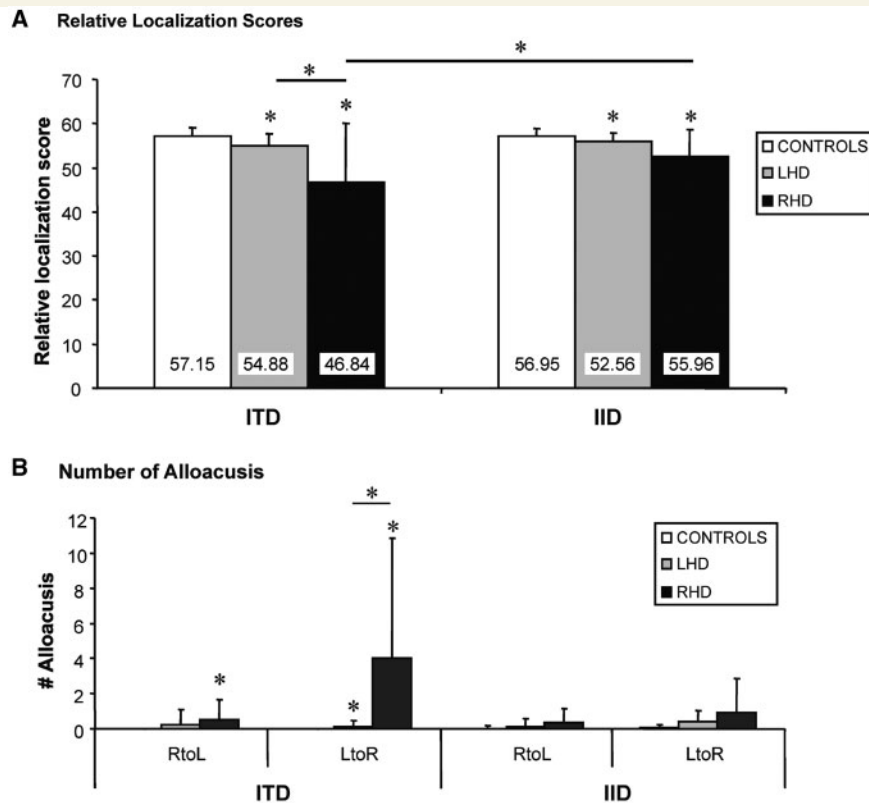 A Relative Localization Scores
*
*
*
*
*
*
70
60
50
40
30
20
10
0
Relative localization score
57.15 54.88 46.84 56.95 52.56 55.96
ITD IID
CONTROLS
LHD
RHD
B Number of Alloacusis
*
*
*
*
12
10
8
6
4
2
0
# Alloacusis
CONTROLS
LHD
RHD
RtoL LtoR RtoL LtoR
ITD IID